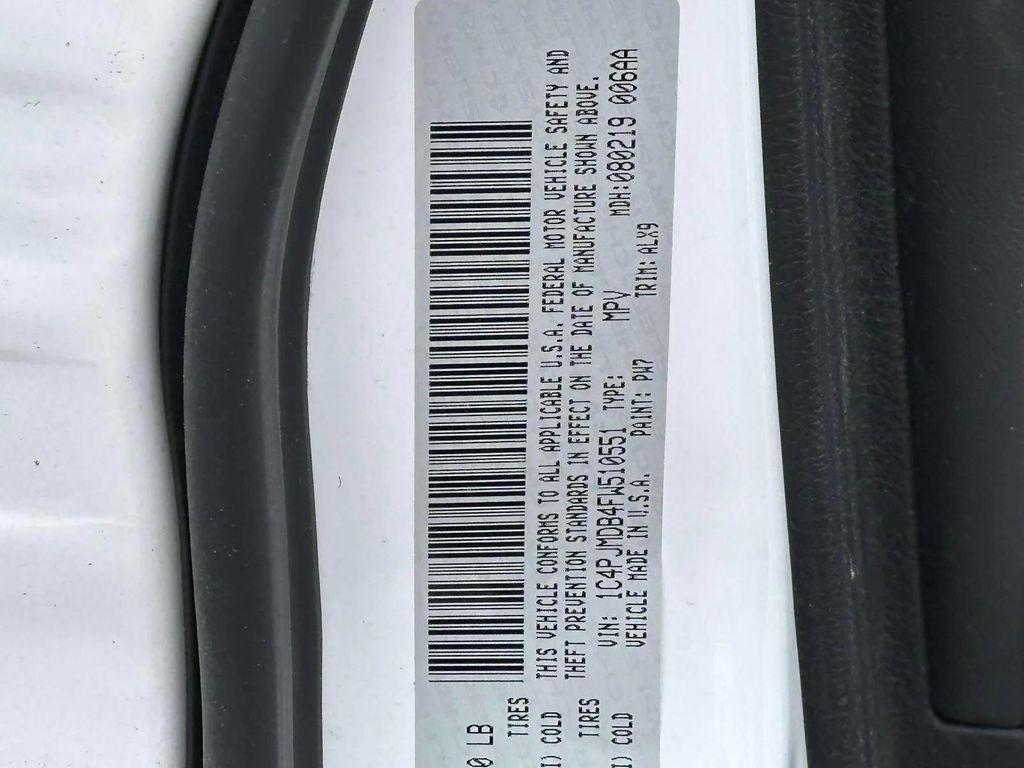 0 LB
TIRES
I) COLD
TIRES
I) COLD
THIS VEHICLE CONFORMS TO ALL APPLICABLE U.S.A. FEDERAL MOTOR VEHICLE SAFETY AND
THEFT PREVENTION STANDARDS IN EFFECT ON THE DATE OF MANUFACTURE SHOWN ABOVE.
VIN: 1C4PJMDB4FW510551 TYPE: MPV MDH:080219 006AA
VEHICLE MADE IN U.S.A. PAINT: PW7 TRIM: ALX9